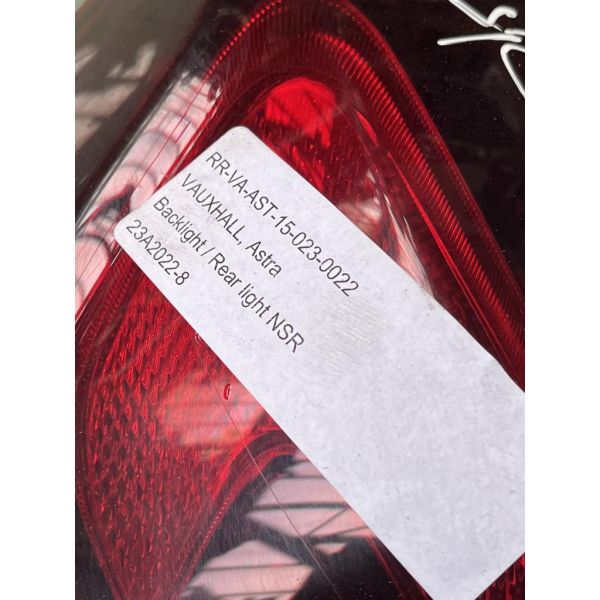 RR-VA-AST-15-023-0022
VAUXHALL, Astra
Backlight / Rear light NSR
23A2022-8